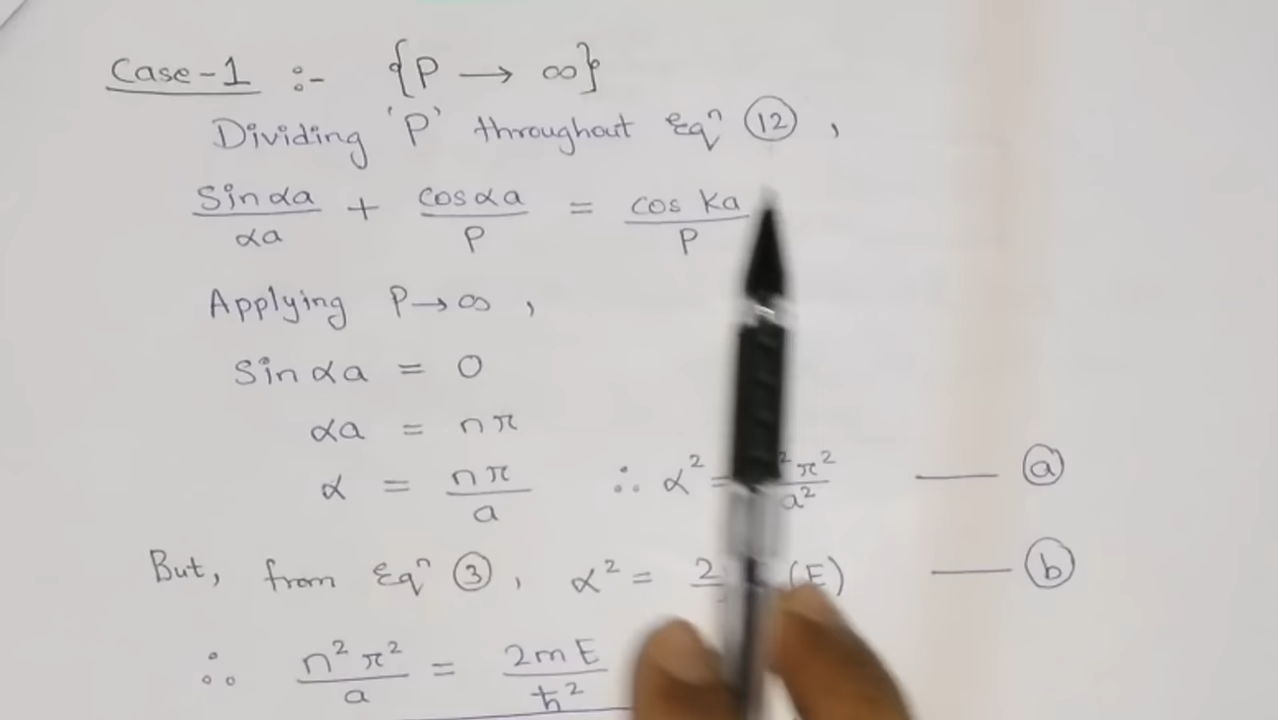 Case-1 :- {P → ∞}
Dividing 'P' throughout Eqⁿ ⑫ ,
Sin αa / αa + cos αa / P = cos Ka / P
Applying P → ∞ ,
Sin αa = 0
αa = nπ
α = nπ / a ∴ α² = ²π² / a² —— ⓐ
But, from Eqⁿ ③ , α² = 2 (E) —— ⓑ
∴ n²π² / a = 2mE / ħ²